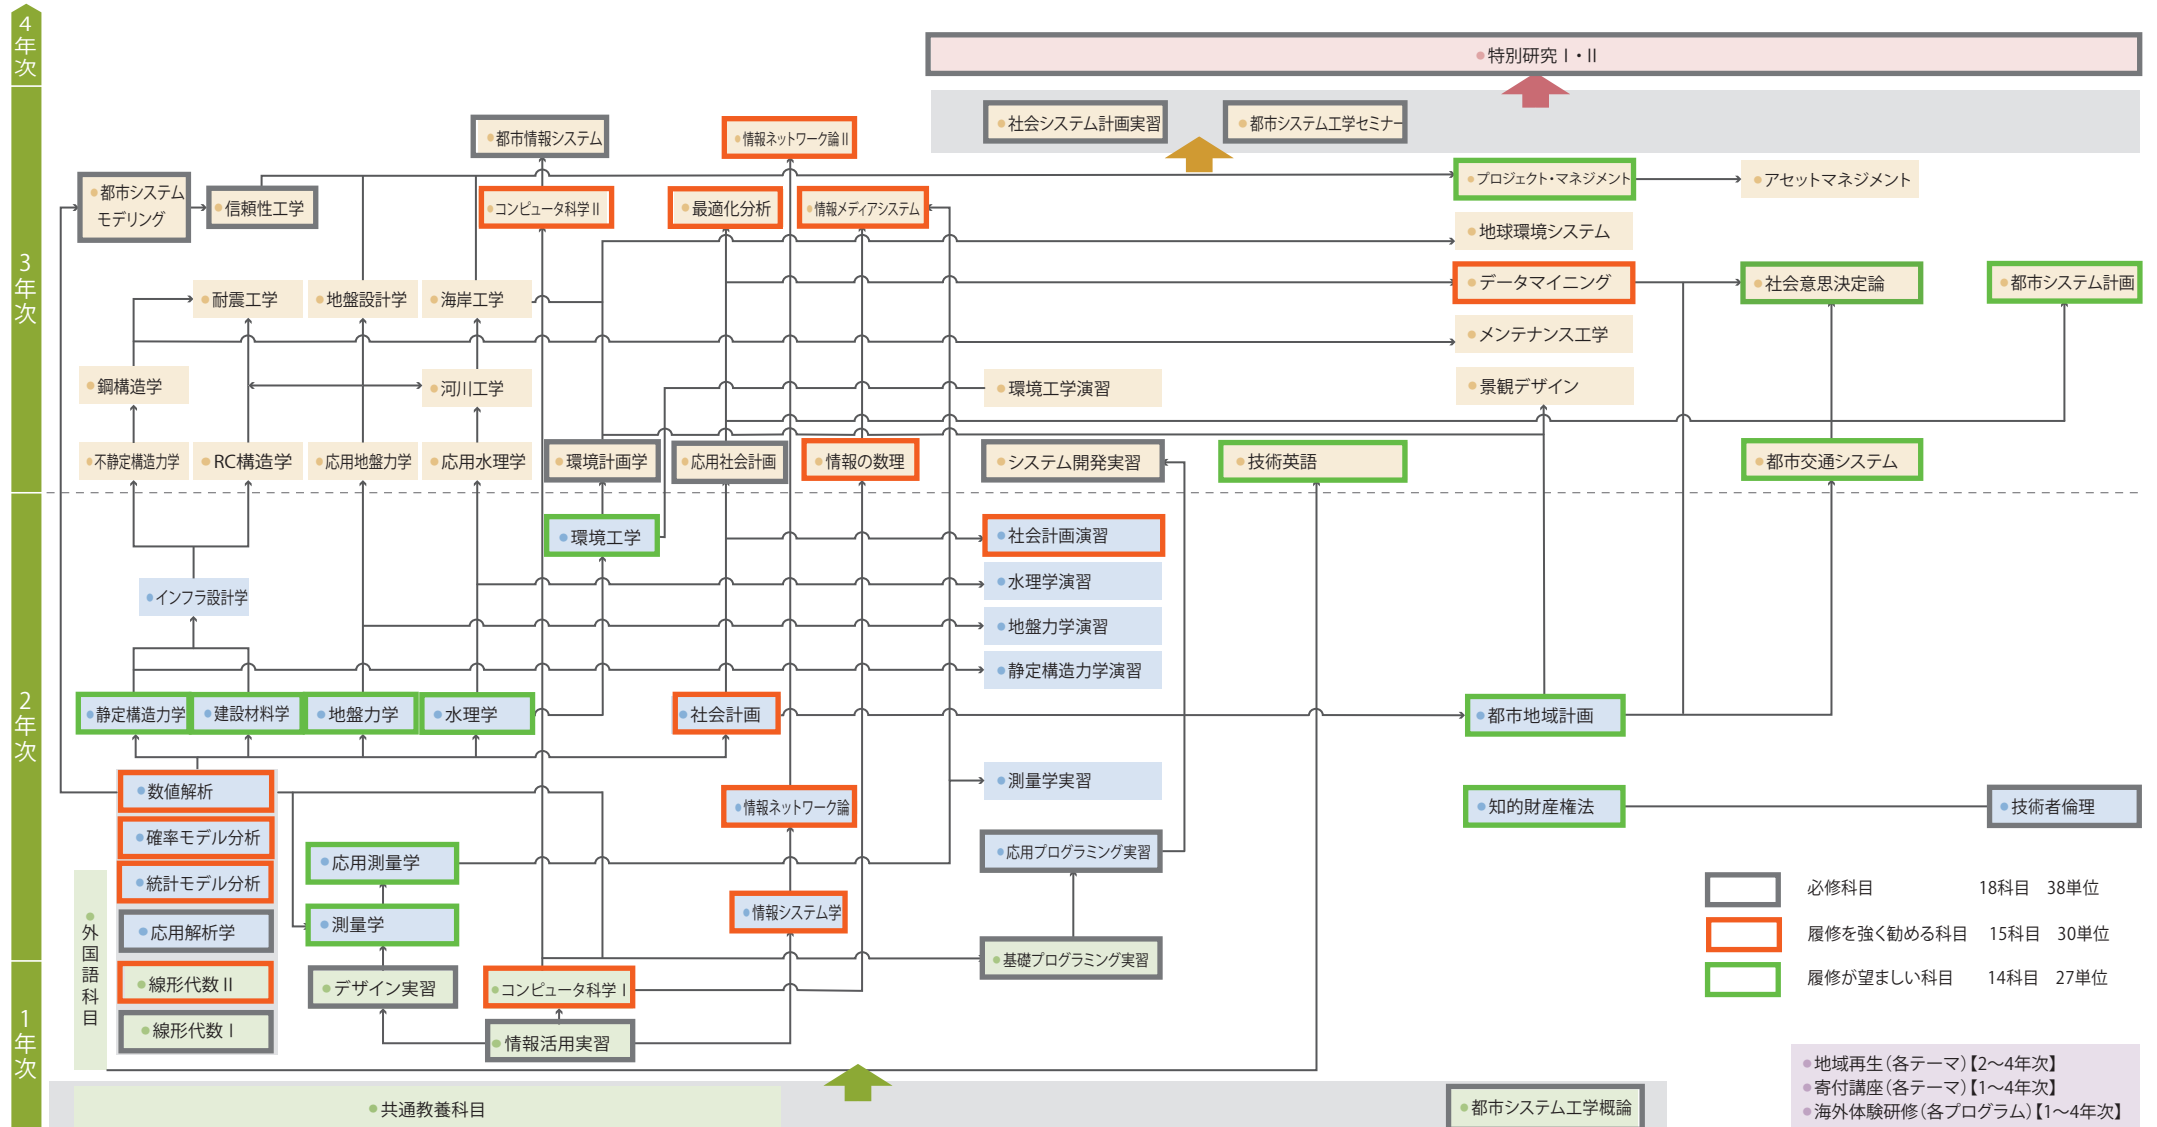 4年次
●特別研究Ⅰ・Ⅱ
●社会システム計画実習
●都市システム工学セミナー
3年次
●都市情報システム
●情報ネットワーク論Ⅱ
●都市システム
モデリング
●信頼性工学
●コンピュータ科学Ⅱ
●最適化分析
●情報メディアシステム
●プロジェクト・マネジメント
●アセットマネジメント
●地球環境システム
●耐震工学
●地盤設計学
●海岸工学
●データマイニング
●社会意思決定論
●都市システム計画
●メンテナンス工学
●鋼構造学
●河川工学
●環境工学演習
●景観デザイン
●不静定構造力学
●RC構造学
●応用地盤力学
●応用水理学
●環境計画学
●応用社会計画
●情報の数理
●システム開発実習
●技術英語
●都市交通システム
2年次
●環境工学
●社会計画演習
●インフラ設計学
●水理学演習
●地盤力学演習
●静定構造力学演習
●静定構造力学
●建設材料学
●地盤力学
●水理学
●社会計画
●都市地域計画
●数値解析
●情報ネットワーク論
●測量学実習
●知的財産権法
●技術者倫理
●確率モデル分析
●応用測量学
●応用プログラミング実習
●統計モデル分析
●応用解析学
●測量学
●情報システム学
●基礎プログラミング実習
1年次
●外国語科目
●線形代数Ⅱ
●デザイン実習
●コンピュータ科学Ⅰ
●線形代数Ⅰ
●情報活用実習
●共通教養科目
●都市システム工学概論
必修科目 18科目 38単位
履修を強く勧める科目 15科目 30単位
履修が望ましい科目 14科目 27単位
●地域再生（各テーマ）【2〜4年次】
●寄付講座（各テーマ）【1〜4年次】
●海外体験研修（各プログラム）【1〜4年次】